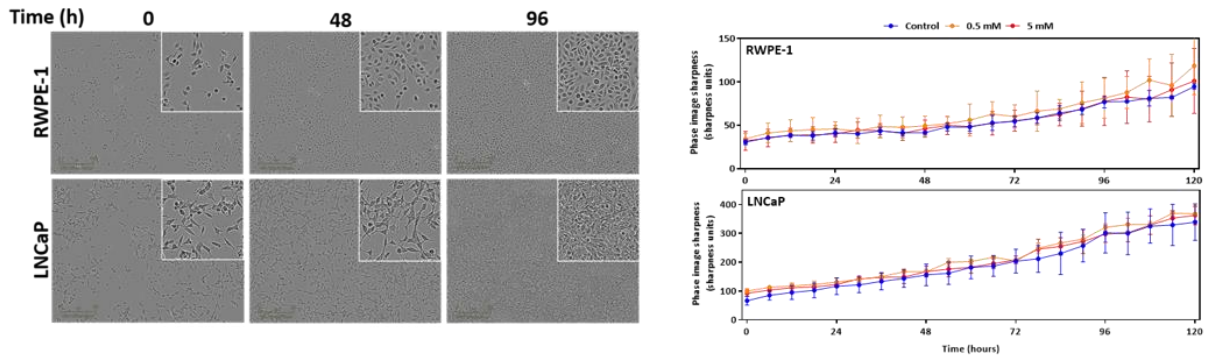 Time (h) 0 48 96
RWPE-1
LNCaP
Control 0.5 mM 5 mM
RWPE-1
Phase image sharpness
(sharpness units)
150
100
50
0
0 24 48 72 96 120
LNCaP
Phase image sharpness
(sharpness units)
400
300
200
100
0
0 24 48 72 96 120
Time (hours)